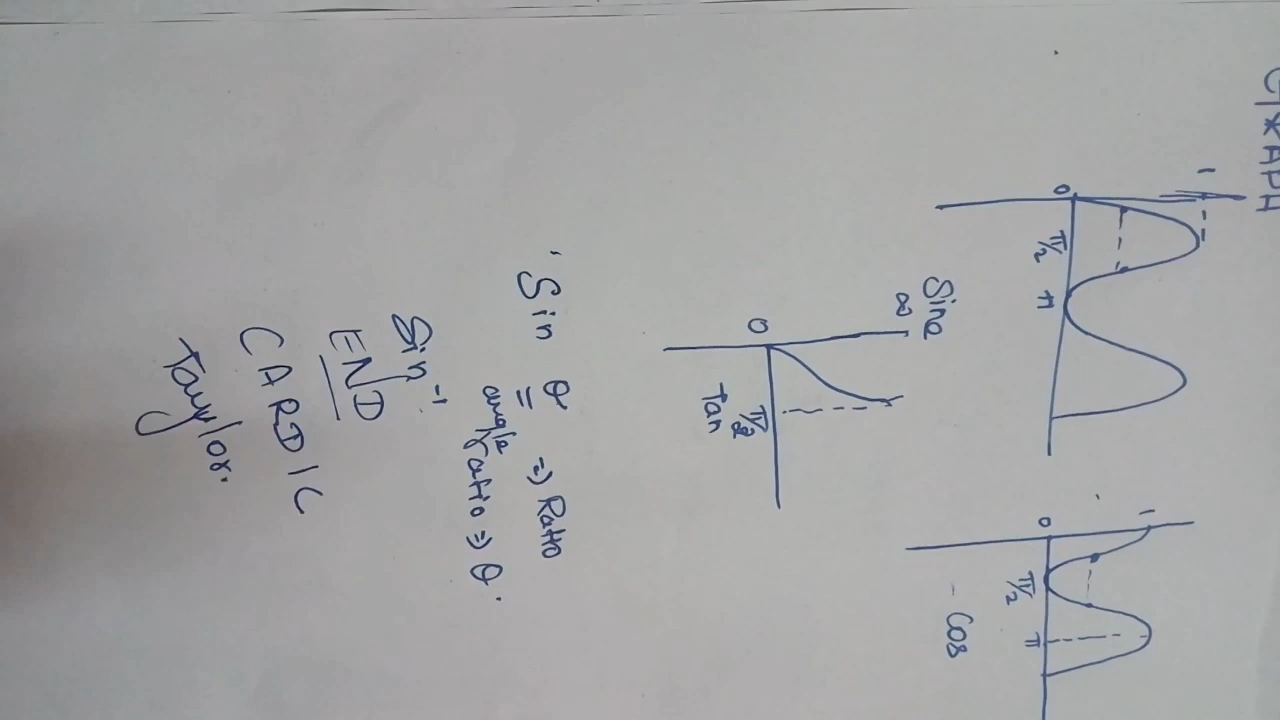 GRAPH
1
0
π/2
π
Sine
1
0
π/2
π
- Cos
∞
0
π/2
Tan
Sin θ => Ratio
angle
Sin⁻¹ ratio => θ.
END
CARDIC
Taylor.